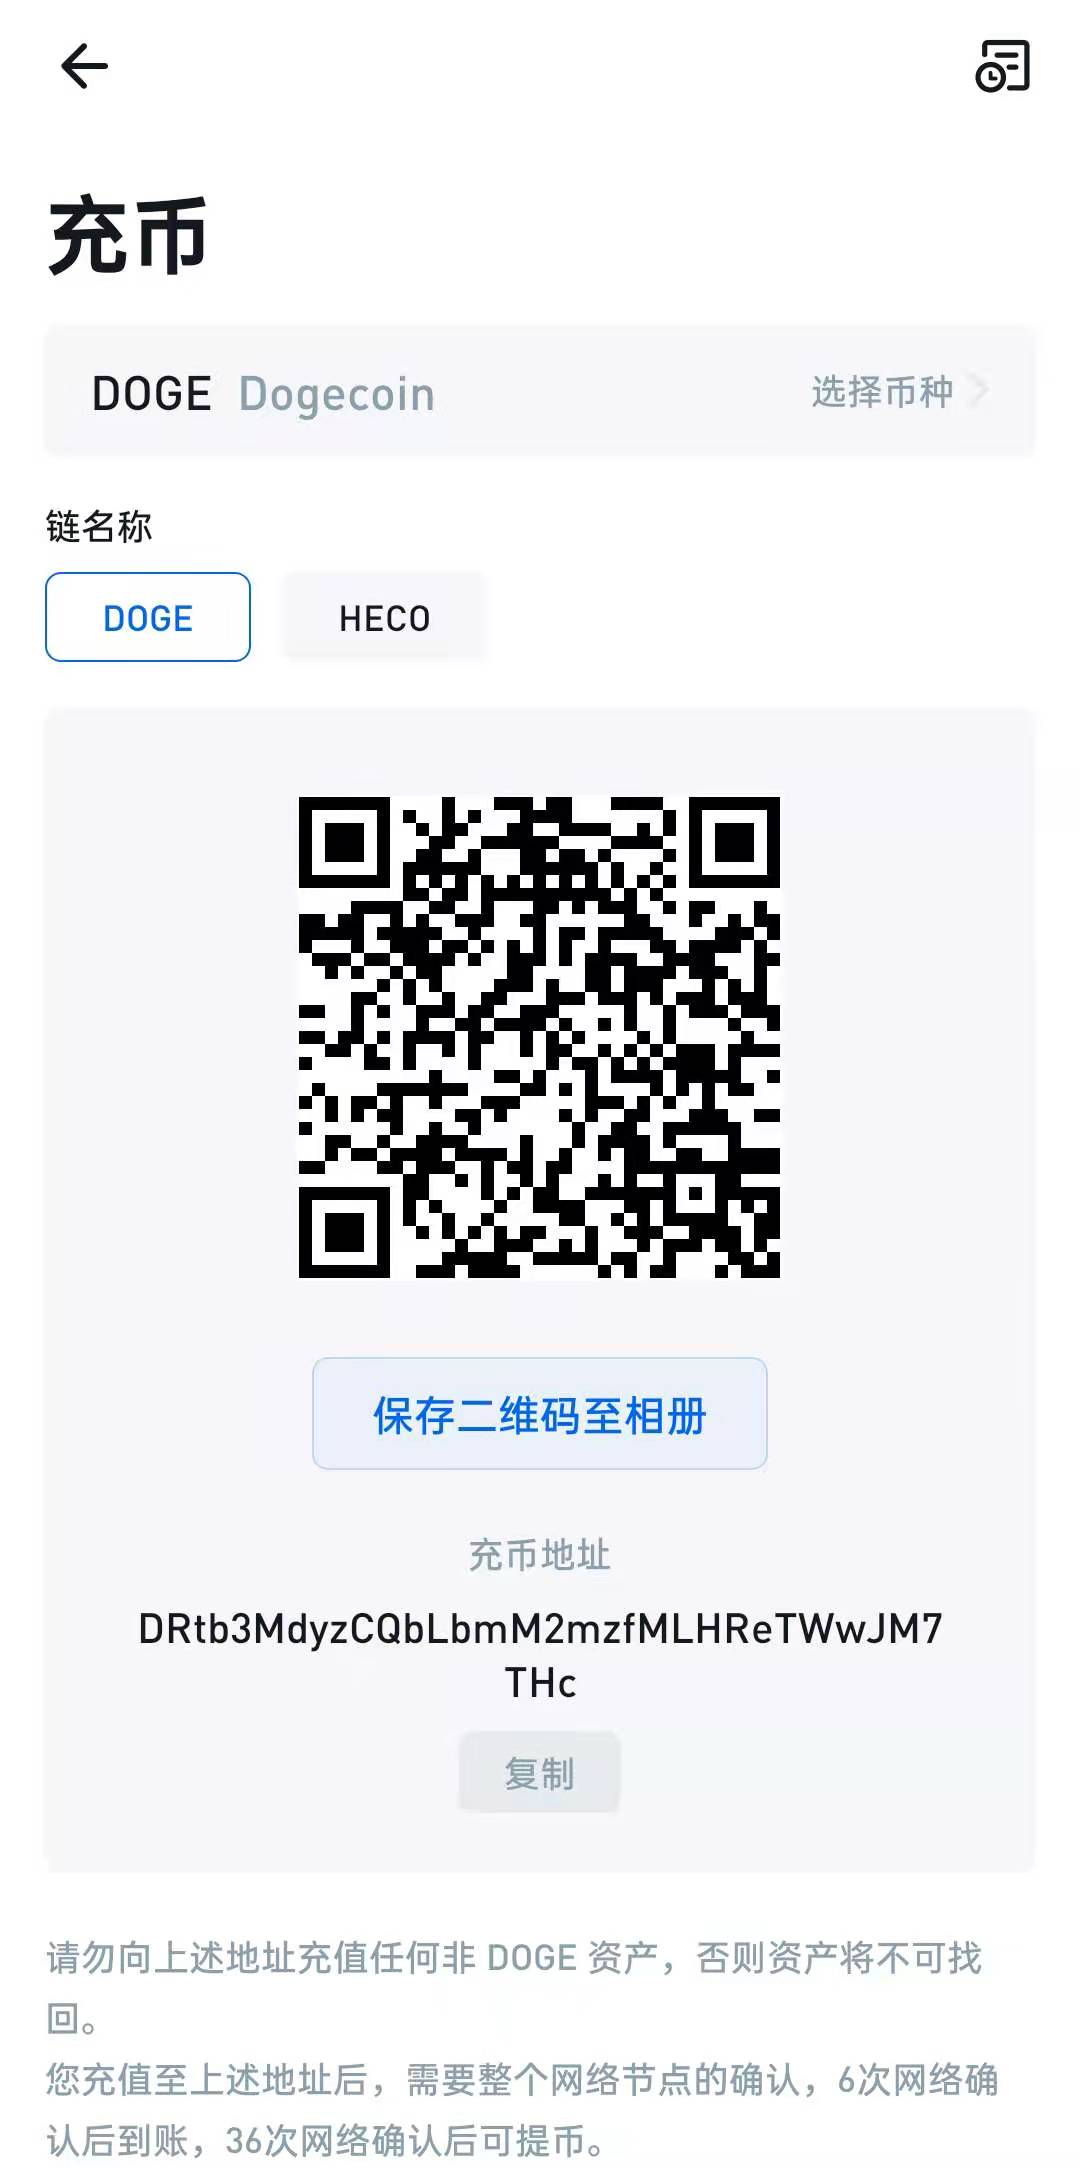 充币
DOGE Dogecoin 选择币种
链名称
DOGE HECO
保存二维码至相册
充币地址
DRtb3MdyzCQbLbmM2mzfMLHReTWwJM7
THc
复制
请勿向上述地址充值任何非 DOGE 资产，否则资产将不可找
回。
您充值至上述地址后，需要整个网络节点的确认，6次网络确
认后到账，36次网络确认后可提币。